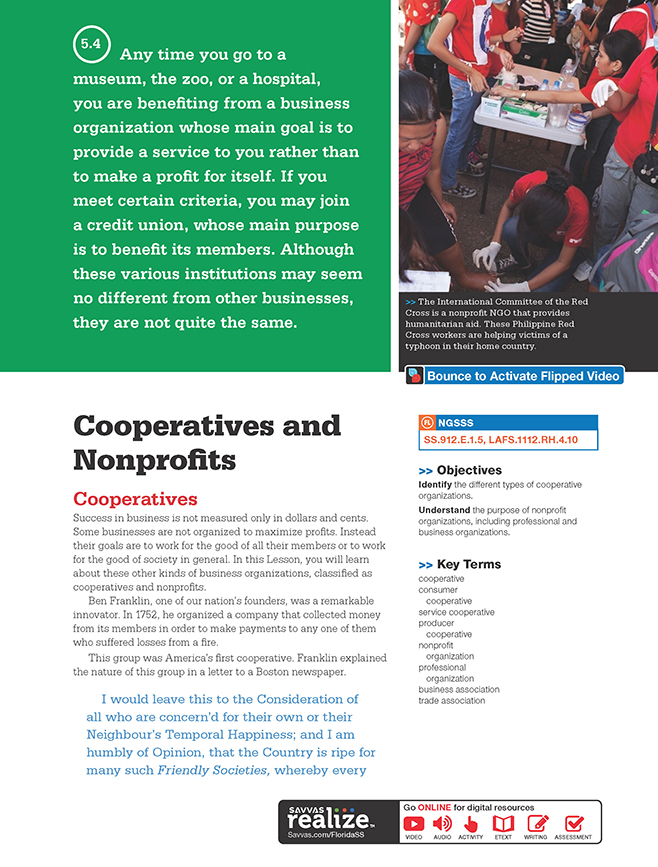 5.4
Any time you go to a
museum, the zoo, or a hospital,
you are benefiting from a business
organization whose main goal is to
provide a service to you rather than
to make a profit for itself. If you
meet certain criteria, you may join
a credit union, whose main purpose
is to benefit its members. Although
these various institutions may seem
no different from other businesses,
they are not quite the same.
>> The International Committee of the Red
Cross is a nonprofit NGO that provides
humanitarian aid. These Philippine Red
Cross workers are helping victims of a
typhoon in their home country.
Bounce to Activate Flipped Video
Cooperatives and
Nonprofits
Cooperatives
Success in business is not measured only in dollars and cents.
Some businesses are not organized to maximize profits. Instead
their goals are to work for the good of all their members or to work
for the good of society in general. In this Lesson, you will learn
about these other kinds of business organizations, classified as
cooperatives and nonprofits.
Ben Franklin, one of our nation's founders, was a remarkable
innovator. In 1752, he organized a company that collected money
from its members in order to make payments to any one of them
who suffered losses from a fire.
This group was America's first cooperative. Franklin explained
the nature of this group in a letter to a Boston newspaper.
I would leave this to the Consideration of
all who are concern'd for their own or their
Neighbour's Temporal Happiness; and I am
humbly of Opinion, that the Country is ripe for
many such Friendly Societies, whereby every
FL NGSSS
SS.912.E.1.5, LAFS.1112.RH.4.10
>> Objectives
Identify the different types of cooperative
organizations.
Understand the purpose of nonprofit
organizations, including professional and
business organizations.
>> Key Terms
cooperative
consumer
cooperative
service cooperative
producer
cooperative
nonprofit
organization
professional
organization
business association
trade association
SAVVAS
realize™
Savvas.com/FloridaSS
Go ONLINE for digital resources
VIDEO AUDIO ACTIVITY ETEXT WRITING ASSESSMENT